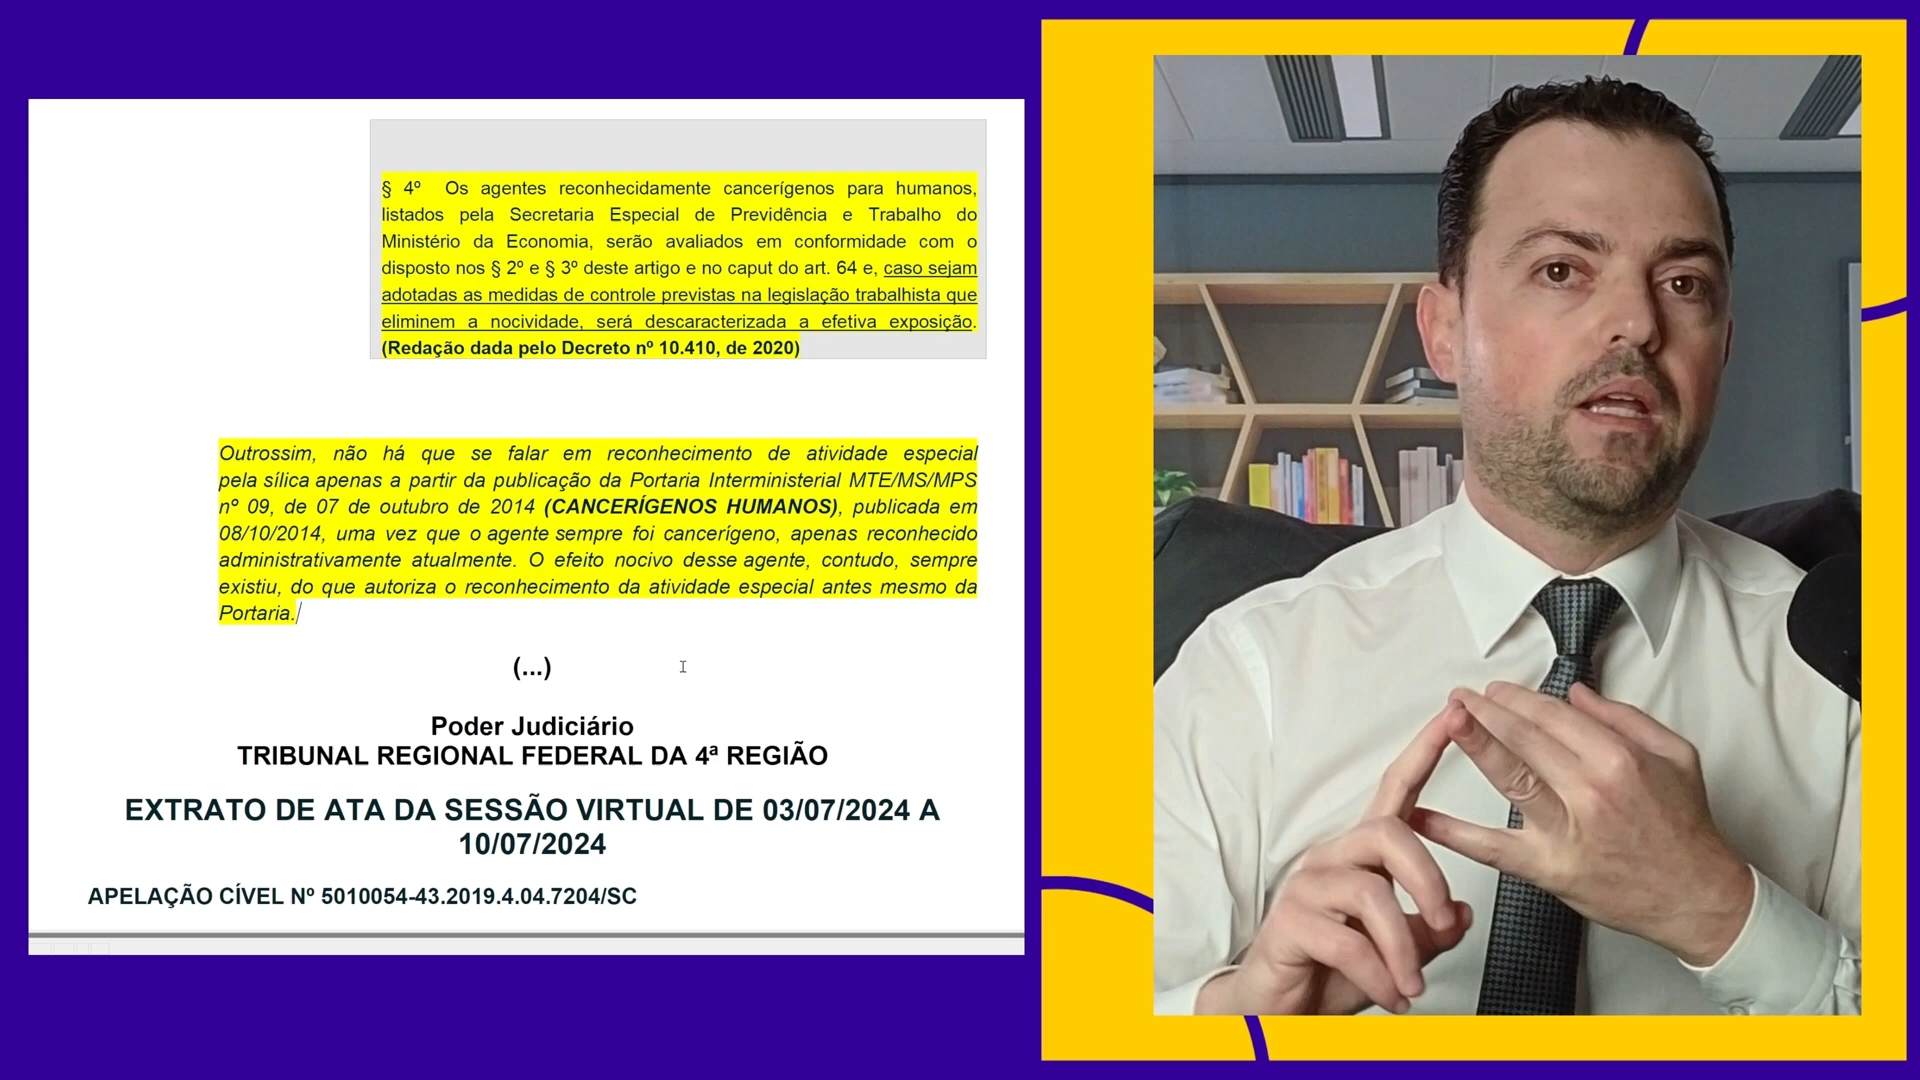 § 4º Os agentes reconhecidamente cancerígenos para humanos,
listados pela Secretaria Especial de Previdência e Trabalho do
Ministério da Economia, serão avaliados em conformidade com o
disposto nos § 2º e § 3º deste artigo e no caput do art. 64 e, caso sejam
adotadas as medidas de controle previstas na legislação trabalhista que
eliminem a nocividade, será descaracterizada a efetiva exposição.
(Redação dada pelo Decreto nº 10.410, de 2020)
Outrossim, não há que se falar em reconhecimento de atividade especial
pela sílica apenas a partir da publicação da Portaria Interministerial MTE/MS/MPS
nº 09, de 07 de outubro de 2014 (CANCERÍGENOS HUMANOS), publicada em
08/10/2014, uma vez que o agente sempre foi cancerígeno, apenas reconhecido
administrativamente atualmente. O efeito nocivo desse agente, contudo, sempre
existiu, do que autoriza o reconhecimento da atividade especial antes mesmo da
Portaria.
(...)
Poder Judiciário
TRIBUNAL REGIONAL FEDERAL DA 4ª REGIÃO
EXTRATO DE ATA DA SESSÃO VIRTUAL DE 03/07/2024 A
10/07/2024
APELAÇÃO CÍVEL Nº 5010054-43.2019.4.04.7204/SC